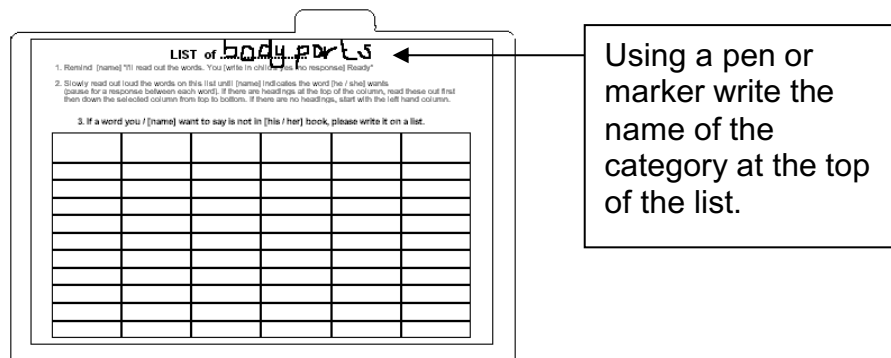 LIST of body parts
1. Remind [name] "I'll read out the words. You [write in child's yes /no response] Ready"
2. Slowly read out loud the words on this list until [name] indicates the word [he / she] wants
(pause for a response between each word). If there are headings at the top of the column, read these out first
then down the selected column from top to bottom. If there are no headings, start with the left hand column.
3. If a word you / [name] want to say is not in [his / her] book, please write it on a list.
Using a pen or
marker write the
name of the
category at the top
of the list.